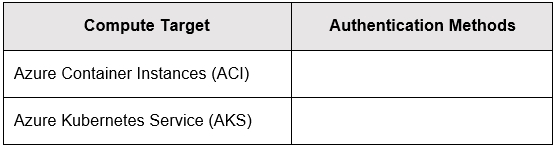 Compute Target
Authentication Methods
Azure Container Instances (ACI)
Azure Kubernetes Service (AKS)